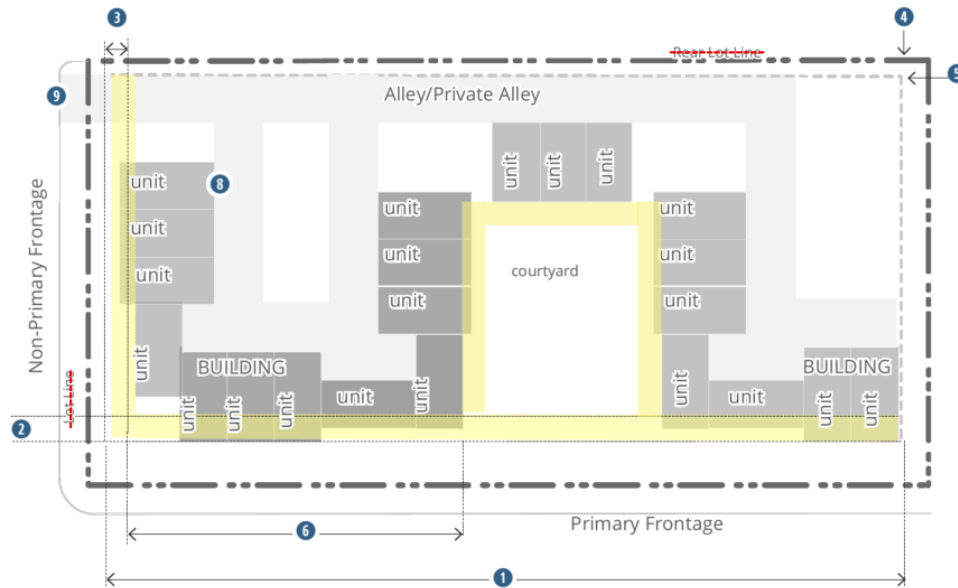 3
4
Rear Lot Line
5
9
Alley/Private Alley
unit
8
unit
unit
unit
unit
unit
unit
unit
unit
unit
unit
unit
unit
courtyard
Non-Primary Frontage
unit
BUILDING
unit
unit
unit
unit
unit
unit
unit
BUILDING
unit
unit
Lot Line
2
6
Primary Frontage
1